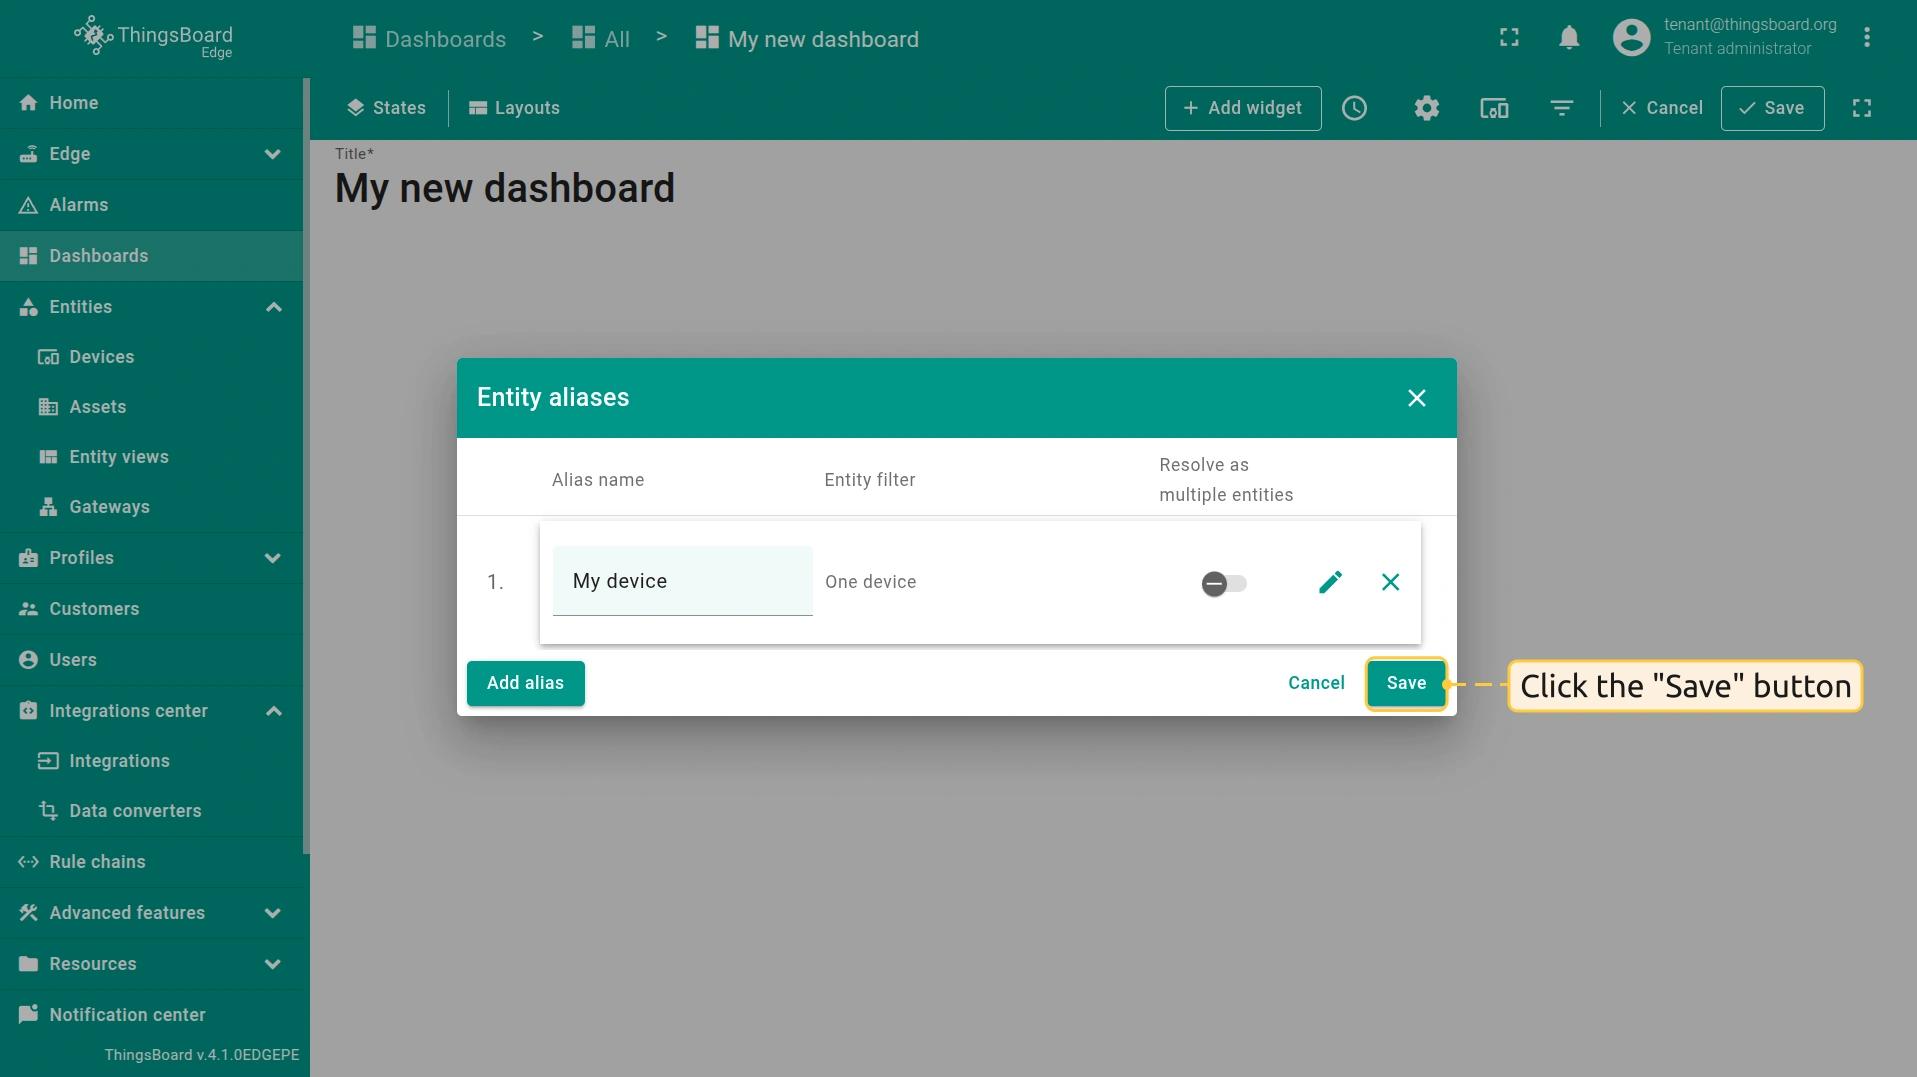 ThingsBoard
Edge
Dashboards > All > My new dashboard
tenant@thingsboard.org
Tenant administrator
Home
Edge
Alarms
Dashboards
Entities
Devices
Assets
Entity views
Gateways
Profiles
Customers
Users
Integrations center
Integrations
Data converters
Rule chains
Advanced features
Resources
Notification center
ThingsBoard v.4.1.0EDGEPE
States
Layouts
Add widget
Cancel
Save
Title*
My new dashboard
Entity aliases
Alias name
Entity filter
Resolve as
multiple entities
1.
My device
One device
Add alias
Cancel
Save
Click the "Save" button